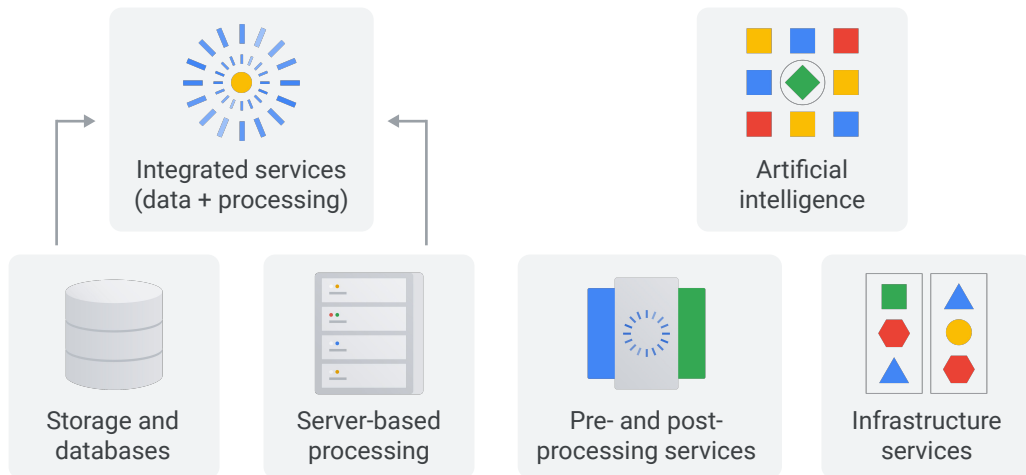 Integrated services
(data + processing)
Artificial
intelligence
Storage and
databases
Server-based
processing
Pre- and post-
processing services
Infrastructure
services